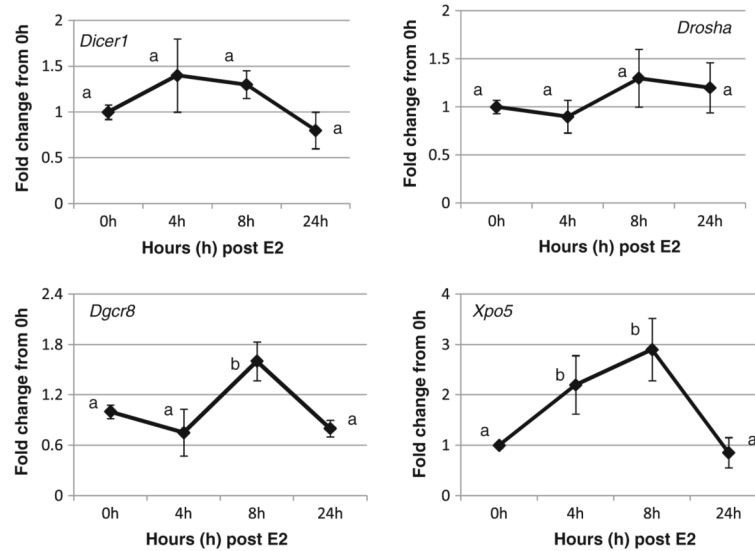 Dicer1
Fold change from 0h
2
1.5
1
0.5
0
a
a
a
a
0h 4h 8h 24h
Hours (h) post E2
Drosha
Fold change from 0h
2
1.5
1
0.5
0
a
a
a
a
0h 4h 8h 24h
Hours (h) post E2
Dgcr8
Fold change from 0h
2.4
1.8
1.2
0.6
0
a
a
b
a
0h 4h 8h 24h
Hours (h) post E2
Xpo5
Fold change from 0h
4
3
2
1
0
a
b
b
a
0h 4h 8h 24h
Hours (h) post E2